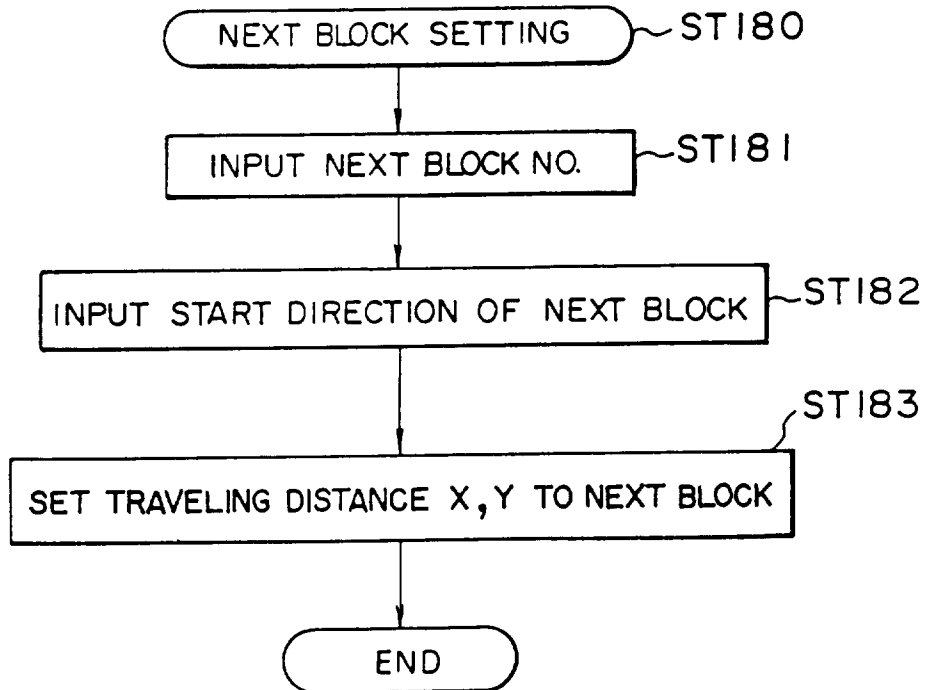 NEXT BLOCK SETTING ST180
INPUT NEXT BLOCK NO. ST181
INPUT START DIRECTION OF NEXT BLOCK ST182
ST183
SET TRAVELING DISTANCE X, Y TO NEXT BLOCK
END